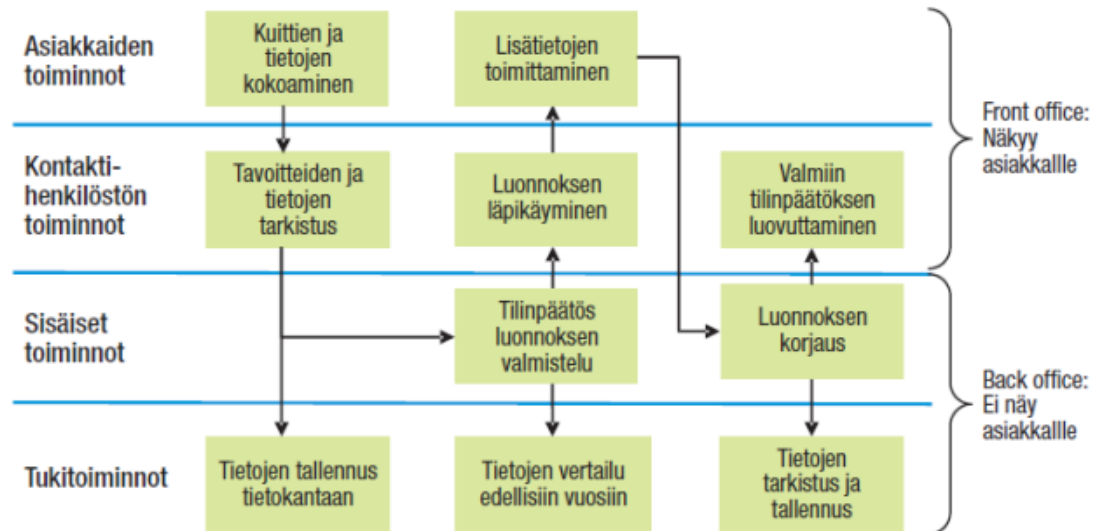 Asiakkaiden
toiminnot
Kuittien ja
tietojen
kokoaminen
Lisätietojen
toimittaminen
Front office:
Näkyy
asiakkallle
Kontakti-
henkilöstön
toiminnot
Tavoitteiden ja
tietojen
tarkistus
Luonnoksen
läpikäyminen
Valmiin
tilinpäätöksen
luovuttaminen
Sisäiset
toiminnot
Tilinpäätös
luonnoksen
valmistelu
Luonnoksen
korjaus
Back office:
Ei näy
asiakkallle
Tukitoiminnot
Tietojen tallennus
tietokantaan
Tietojen vertailu
edellisiin vuosiin
Tietojen
tarkistus ja
tallennus